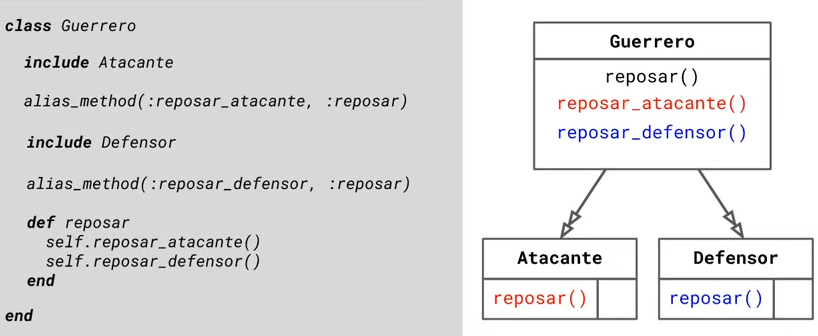 class Guerrero
include Atacante
alias_method(:reposar_atacante, :reposar)
include Defensor
alias_method(:reposar_defensor, :reposar)
def reposar
self.reposar_atacante()
self.reposar_defensor()
end
end
Guerrero
reposar()
reposar_atacante()
reposar_defensor()
Atacante
reposar()
Defensor
reposar()